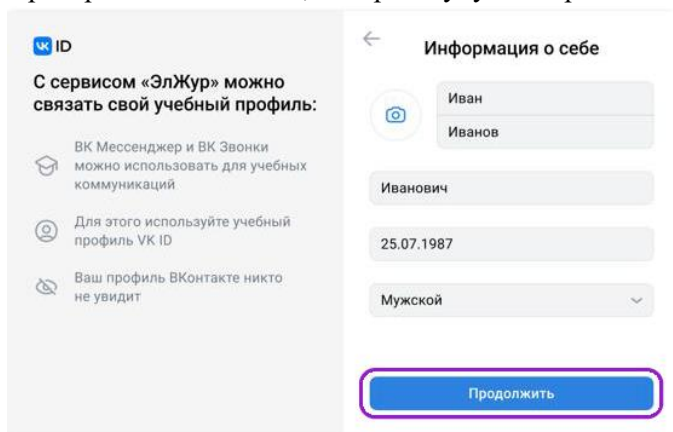 VK ID
С сервисом «ЭлЖур» можно
связать свой учебный профиль:
ВК Мессенджер и ВК Звонки
можно использовать для учебных
коммуникаций
Для этого используйте учебный
профиль VK ID
Ваш профиль ВКонтакте никто
не увидит
Информация о себе
Иван
Иванов
Иванович
25.07.1987
Мужской
Продолжить